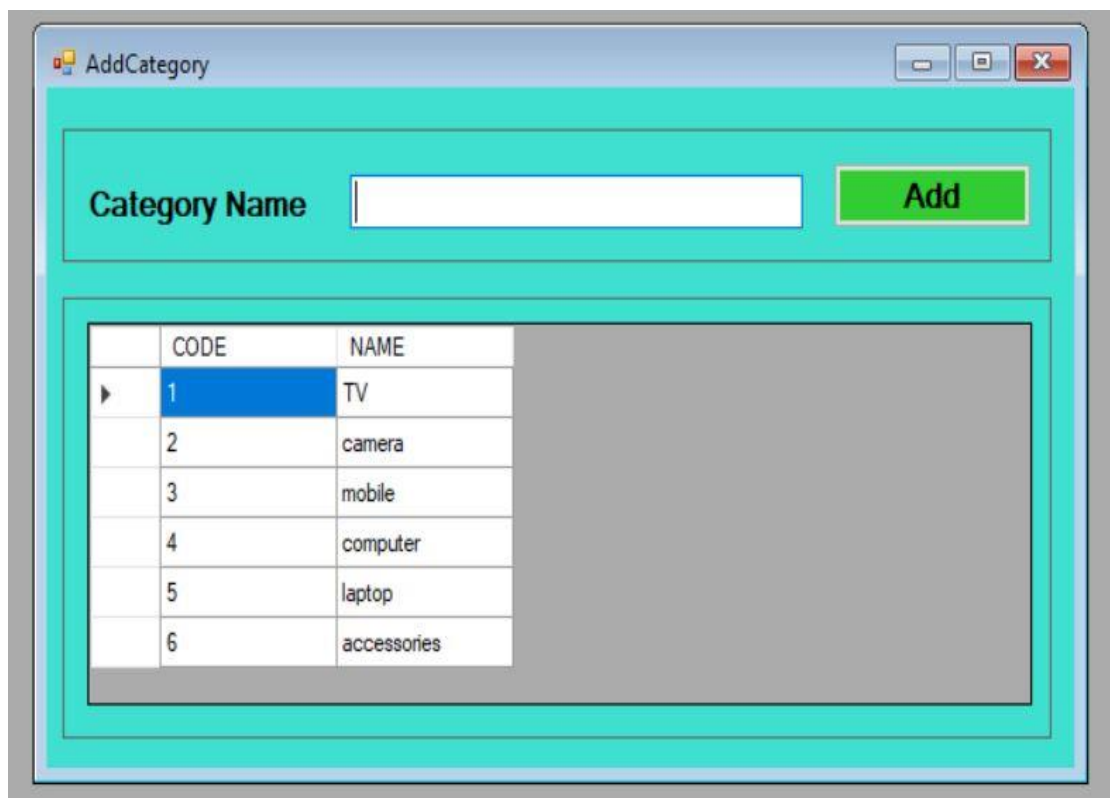 AddCategory
Category Name
Add
CODE NAME
1 TV
2 camera
3 mobile
4 computer
5 laptop
6 accessories